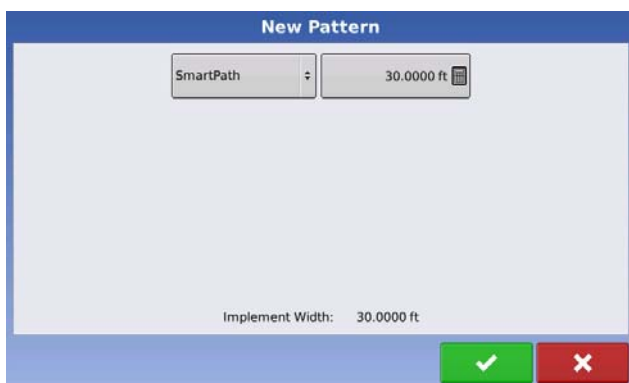 New Pattern
SmartPath 30.0000 ft
Implement Width: 30.0000 ft